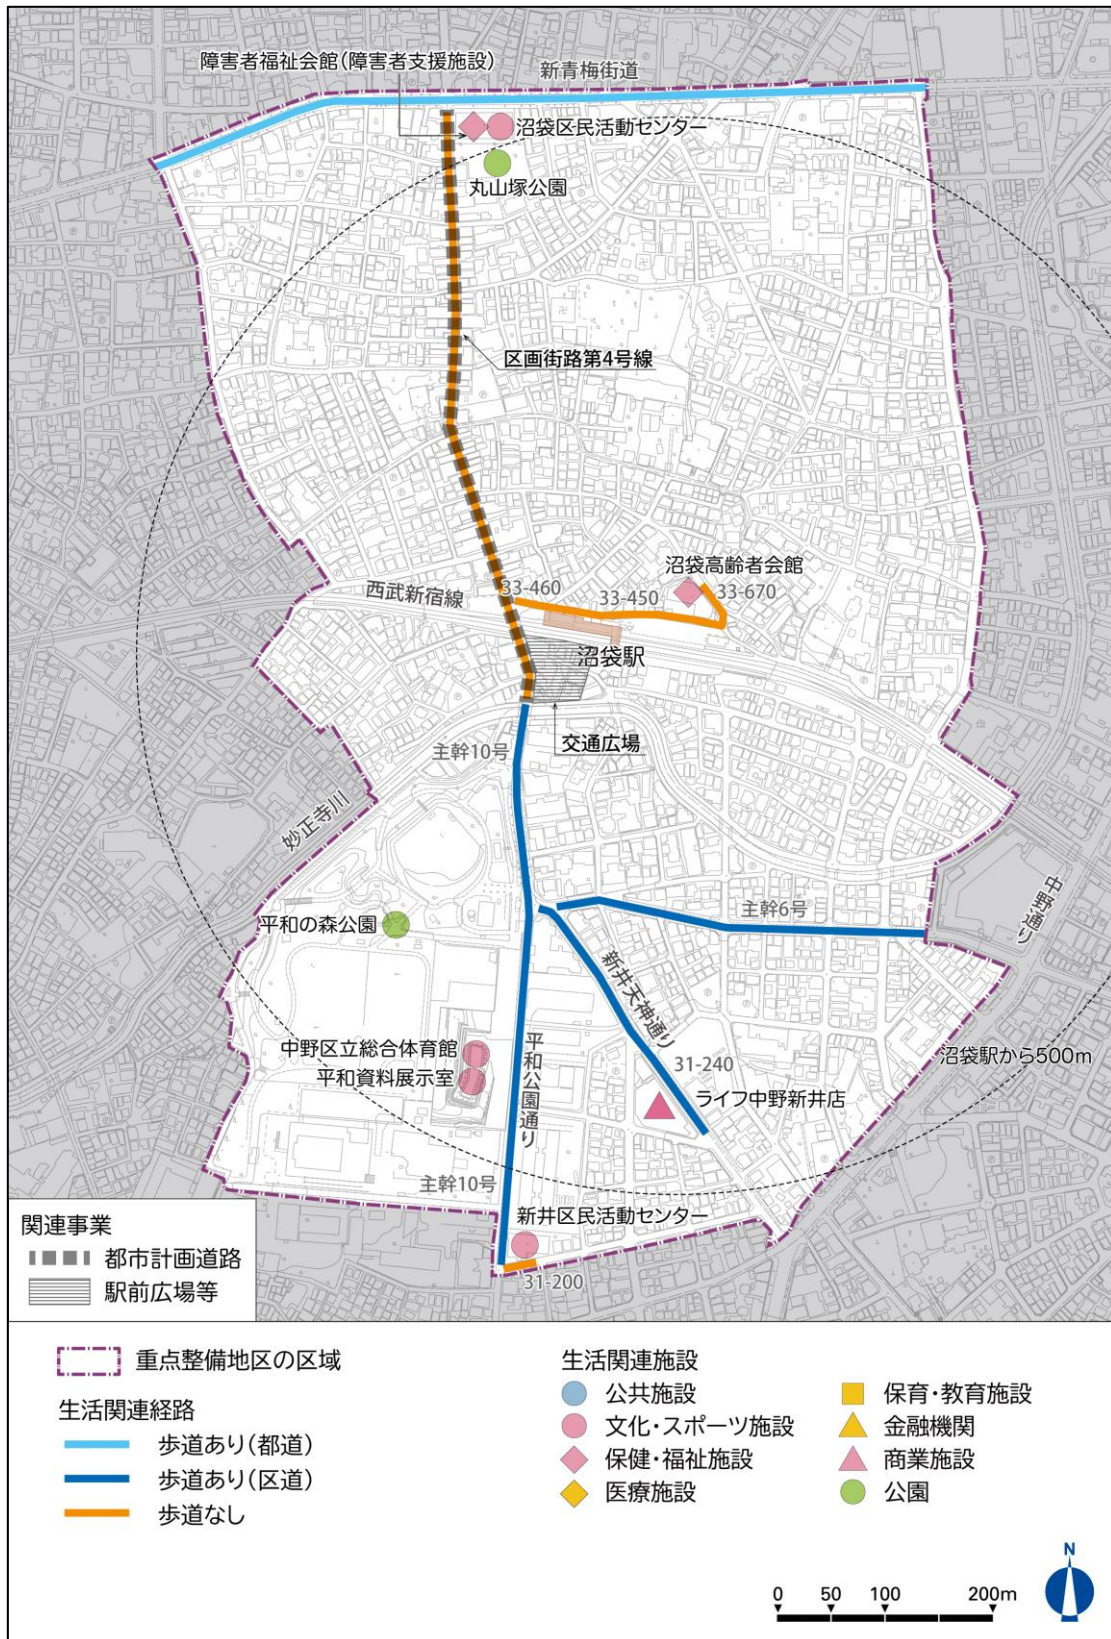 障害者福祉会館(障害者支援施設)
新青梅街道
沼袋区民活動センター
丸山塚公園
区画街路第4号線
沼袋高齢者会館
西武新宿線
33-460
33-450
33-670
沼袋駅
交通広場
主幹10号
妙正寺川
中野通り
主幹6号
平和の森公園
新井天神通り
中野区立総合体育館
平和資料展示室
平和公園通り
31-240
沼袋駅から500m
ライフ中野新井店
主幹10号
新井区民活動センター
31-200
関連事業
都市計画道路
駅前広場等
重点整備地区の区域
生活関連経路
歩道あり(都道)
歩道あり(区道)
歩道なし
生活関連施設
公共施設
文化・スポーツ施設
保健・福祉施設
医療施設
保育・教育施設
金融機関
商業施設
公園
0 50 100 200m
N